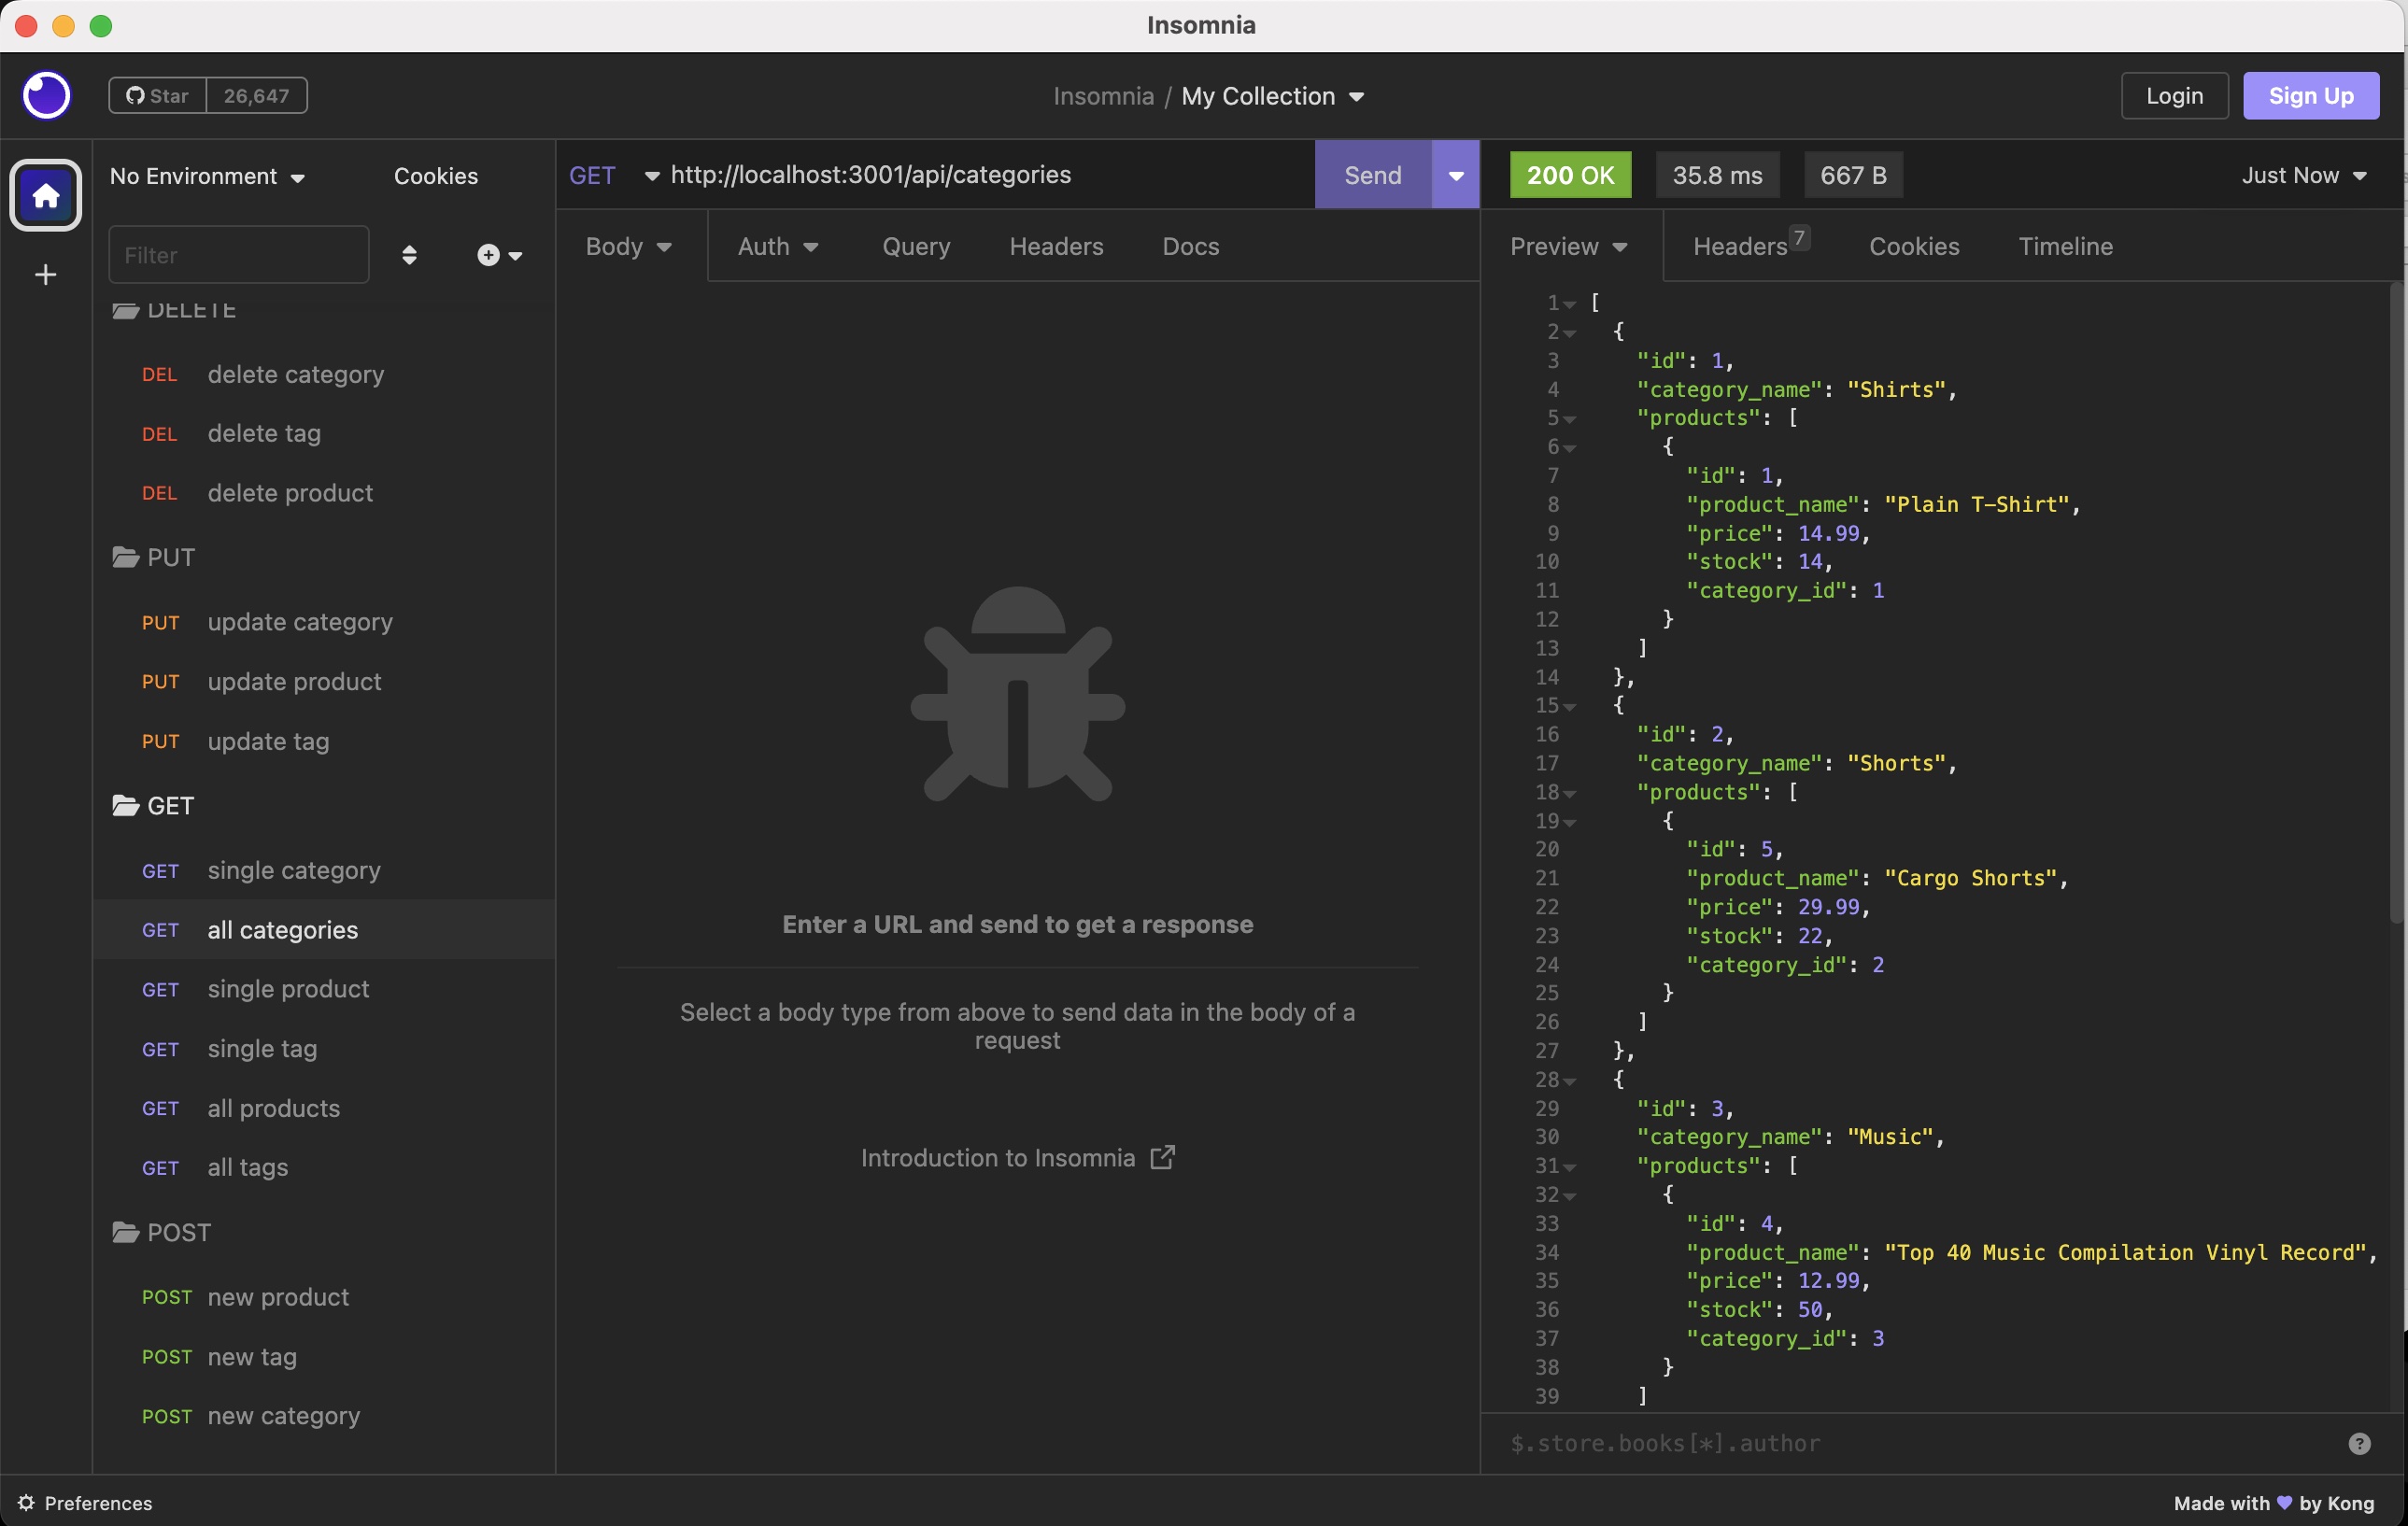 Insomnia
Star 26,647
Insomnia / My Collection
Login
Sign Up
No Environment
Cookies
Filter
DELETE
DEL delete category
DEL delete tag
DEL delete product
PUT
PUT update category
PUT update product
PUT update tag
GET
GET single category
GET all categories
GET single product
GET single tag
GET all products
GET all tags
POST
POST new product
POST new tag
POST new category
Preferences
GET http://localhost:3001/api/categories
Send
Body Auth Query Headers Docs
Enter a URL and send to get a response
Select a body type from above to send data in the body of a
request
Introduction to Insomnia
200 OK 35.8 ms 667 B Just Now
Preview Headers 7 Cookies Timeline
1 [
2 {
3 "id": 1,
4 "category_name": "Shirts",
5 "products": [
6 {
7 "id": 1,
8 "product_name": "Plain T-Shirt",
9 "price": 14.99,
10 "stock": 14,
11 "category_id": 1
12 }
13 ]
14 },
15 {
16 "id": 2,
17 "category_name": "Shorts",
18 "products": [
19 {
20 "id": 5,
21 "product_name": "Cargo Shorts",
22 "price": 29.99,
23 "stock": 22,
24 "category_id": 2
25 }
26 ]
27 },
28 {
29 "id": 3,
30 "category_name": "Music",
31 "products": [
32 {
33 "id": 4,
34 "product_name": "Top 40 Music Compilation Vinyl Record",
35 "price": 12.99,
36 "stock": 50,
37 "category_id": 3
38 }
39 ]
$.store.books[*].author
?
Made with 💜 by Kong